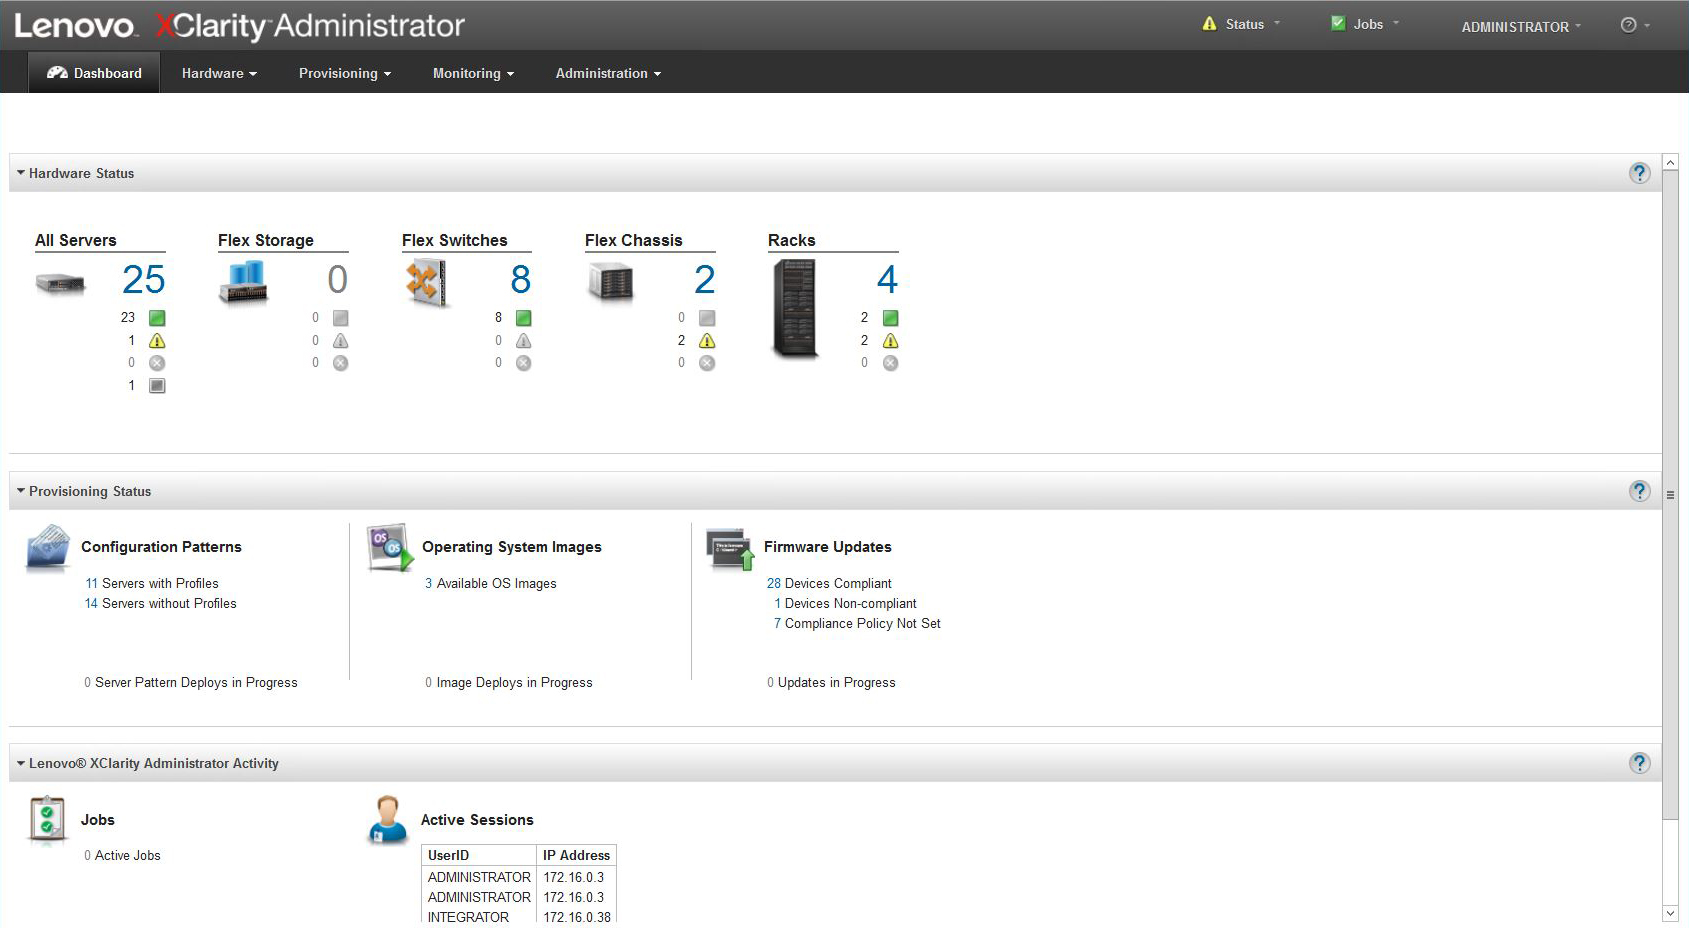 Lenovo™ XClarity™ Administrator
Status
Jobs
ADMINISTRATOR
?
Dashboard
Hardware
Provisioning
Monitoring
Administration
Hardware Status
?
All Servers
25
23
1
0
1
Flex Storage
0
0
0
0
Flex Switches
8
8
0
0
Flex Chassis
2
0
2
0
Racks
4
2
2
0
Provisioning Status
?
Configuration Patterns
11 Servers with Profiles
14 Servers without Profiles
0 Server Pattern Deploys in Progress
OS
OS
Operating System Images
3 Available OS Images
0 Image Deploys in Progress
Firmware Updates
28 Devices Compliant
1 Devices Non-compliant
7 Compliance Policy Not Set
0 Updates in Progress
Lenovo® XClarity Administrator Activity
?
Jobs
0 Active Jobs
Active Sessions
UserID IP Address
ADMINISTRATOR 172.16.0.3
ADMINISTRATOR 172.16.0.3
INTEGRATOR 172.16.0.38